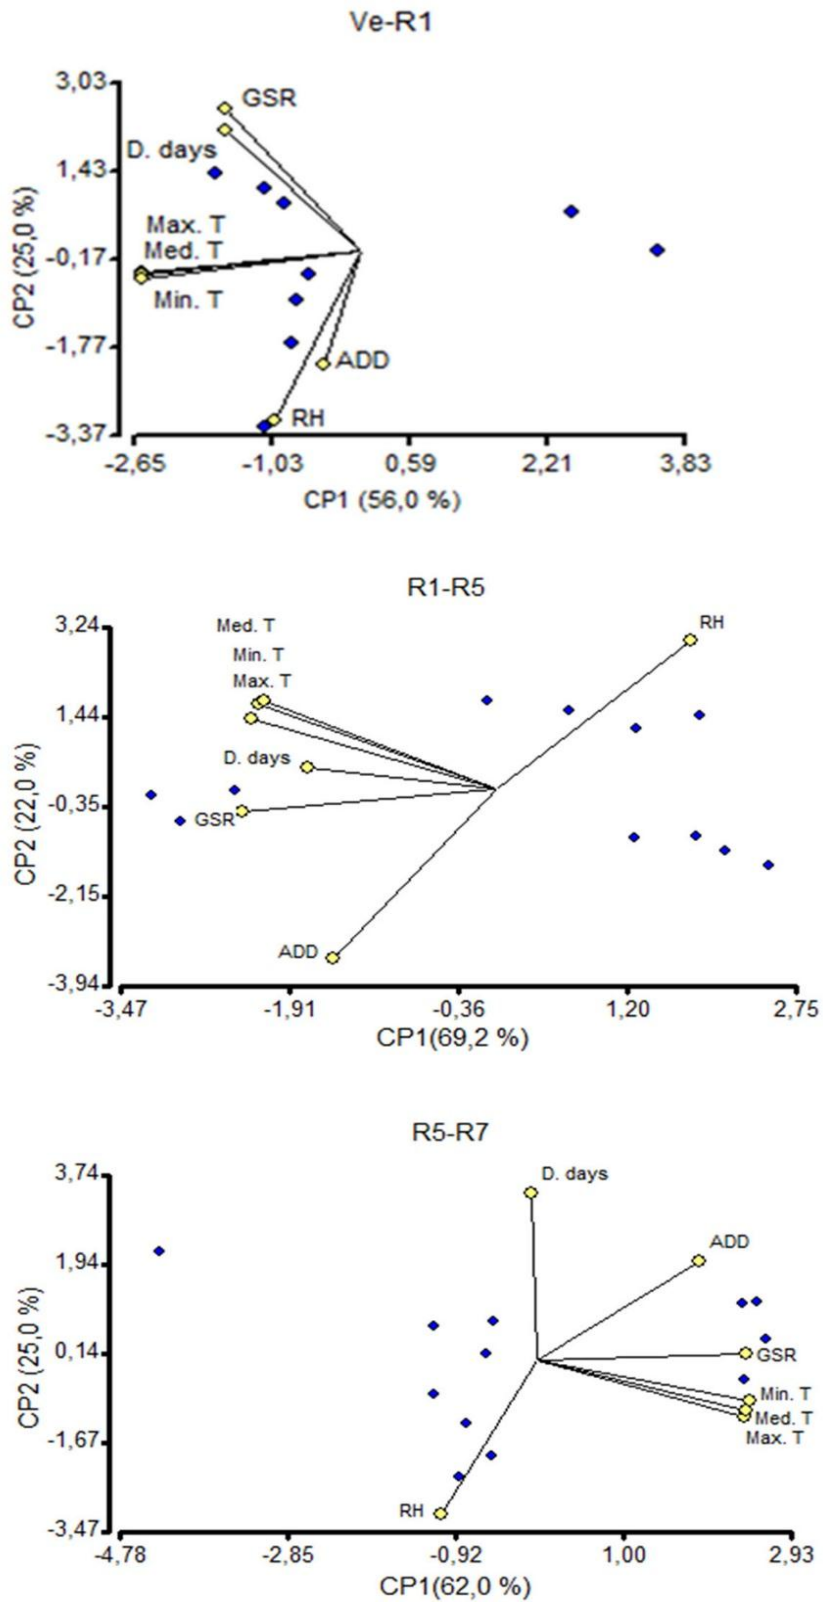 Ve-R1
3,03
GSR
D. days
1,43
Max. T
Med. T
-0,17
Min. T
CP2 (25,0 %)
-1,77
ADD
RH
-3,37
-2,65 -1,03 0,59 2,21 3,83
CP1 (56,0 %)
R1-R5
3,24
Med. T
RH
Min. T
Max. T
1,44
D. days
CP2 (22,0 %)
-0,35
GSR
-2,15
ADD
-3,94
-3,47 -1,91 -0,36 1,20 2,75
CP1(69,2 %)
R5-R7
3,74
D. days
ADD
1,94
CP2 (25,0 %)
0,14
GSR
Min. T
Med. T
Max. T
-1,67
RH
-3,47
-4,78 -2,85 -0,92 1,00 2,93
CP1(62,0 %)